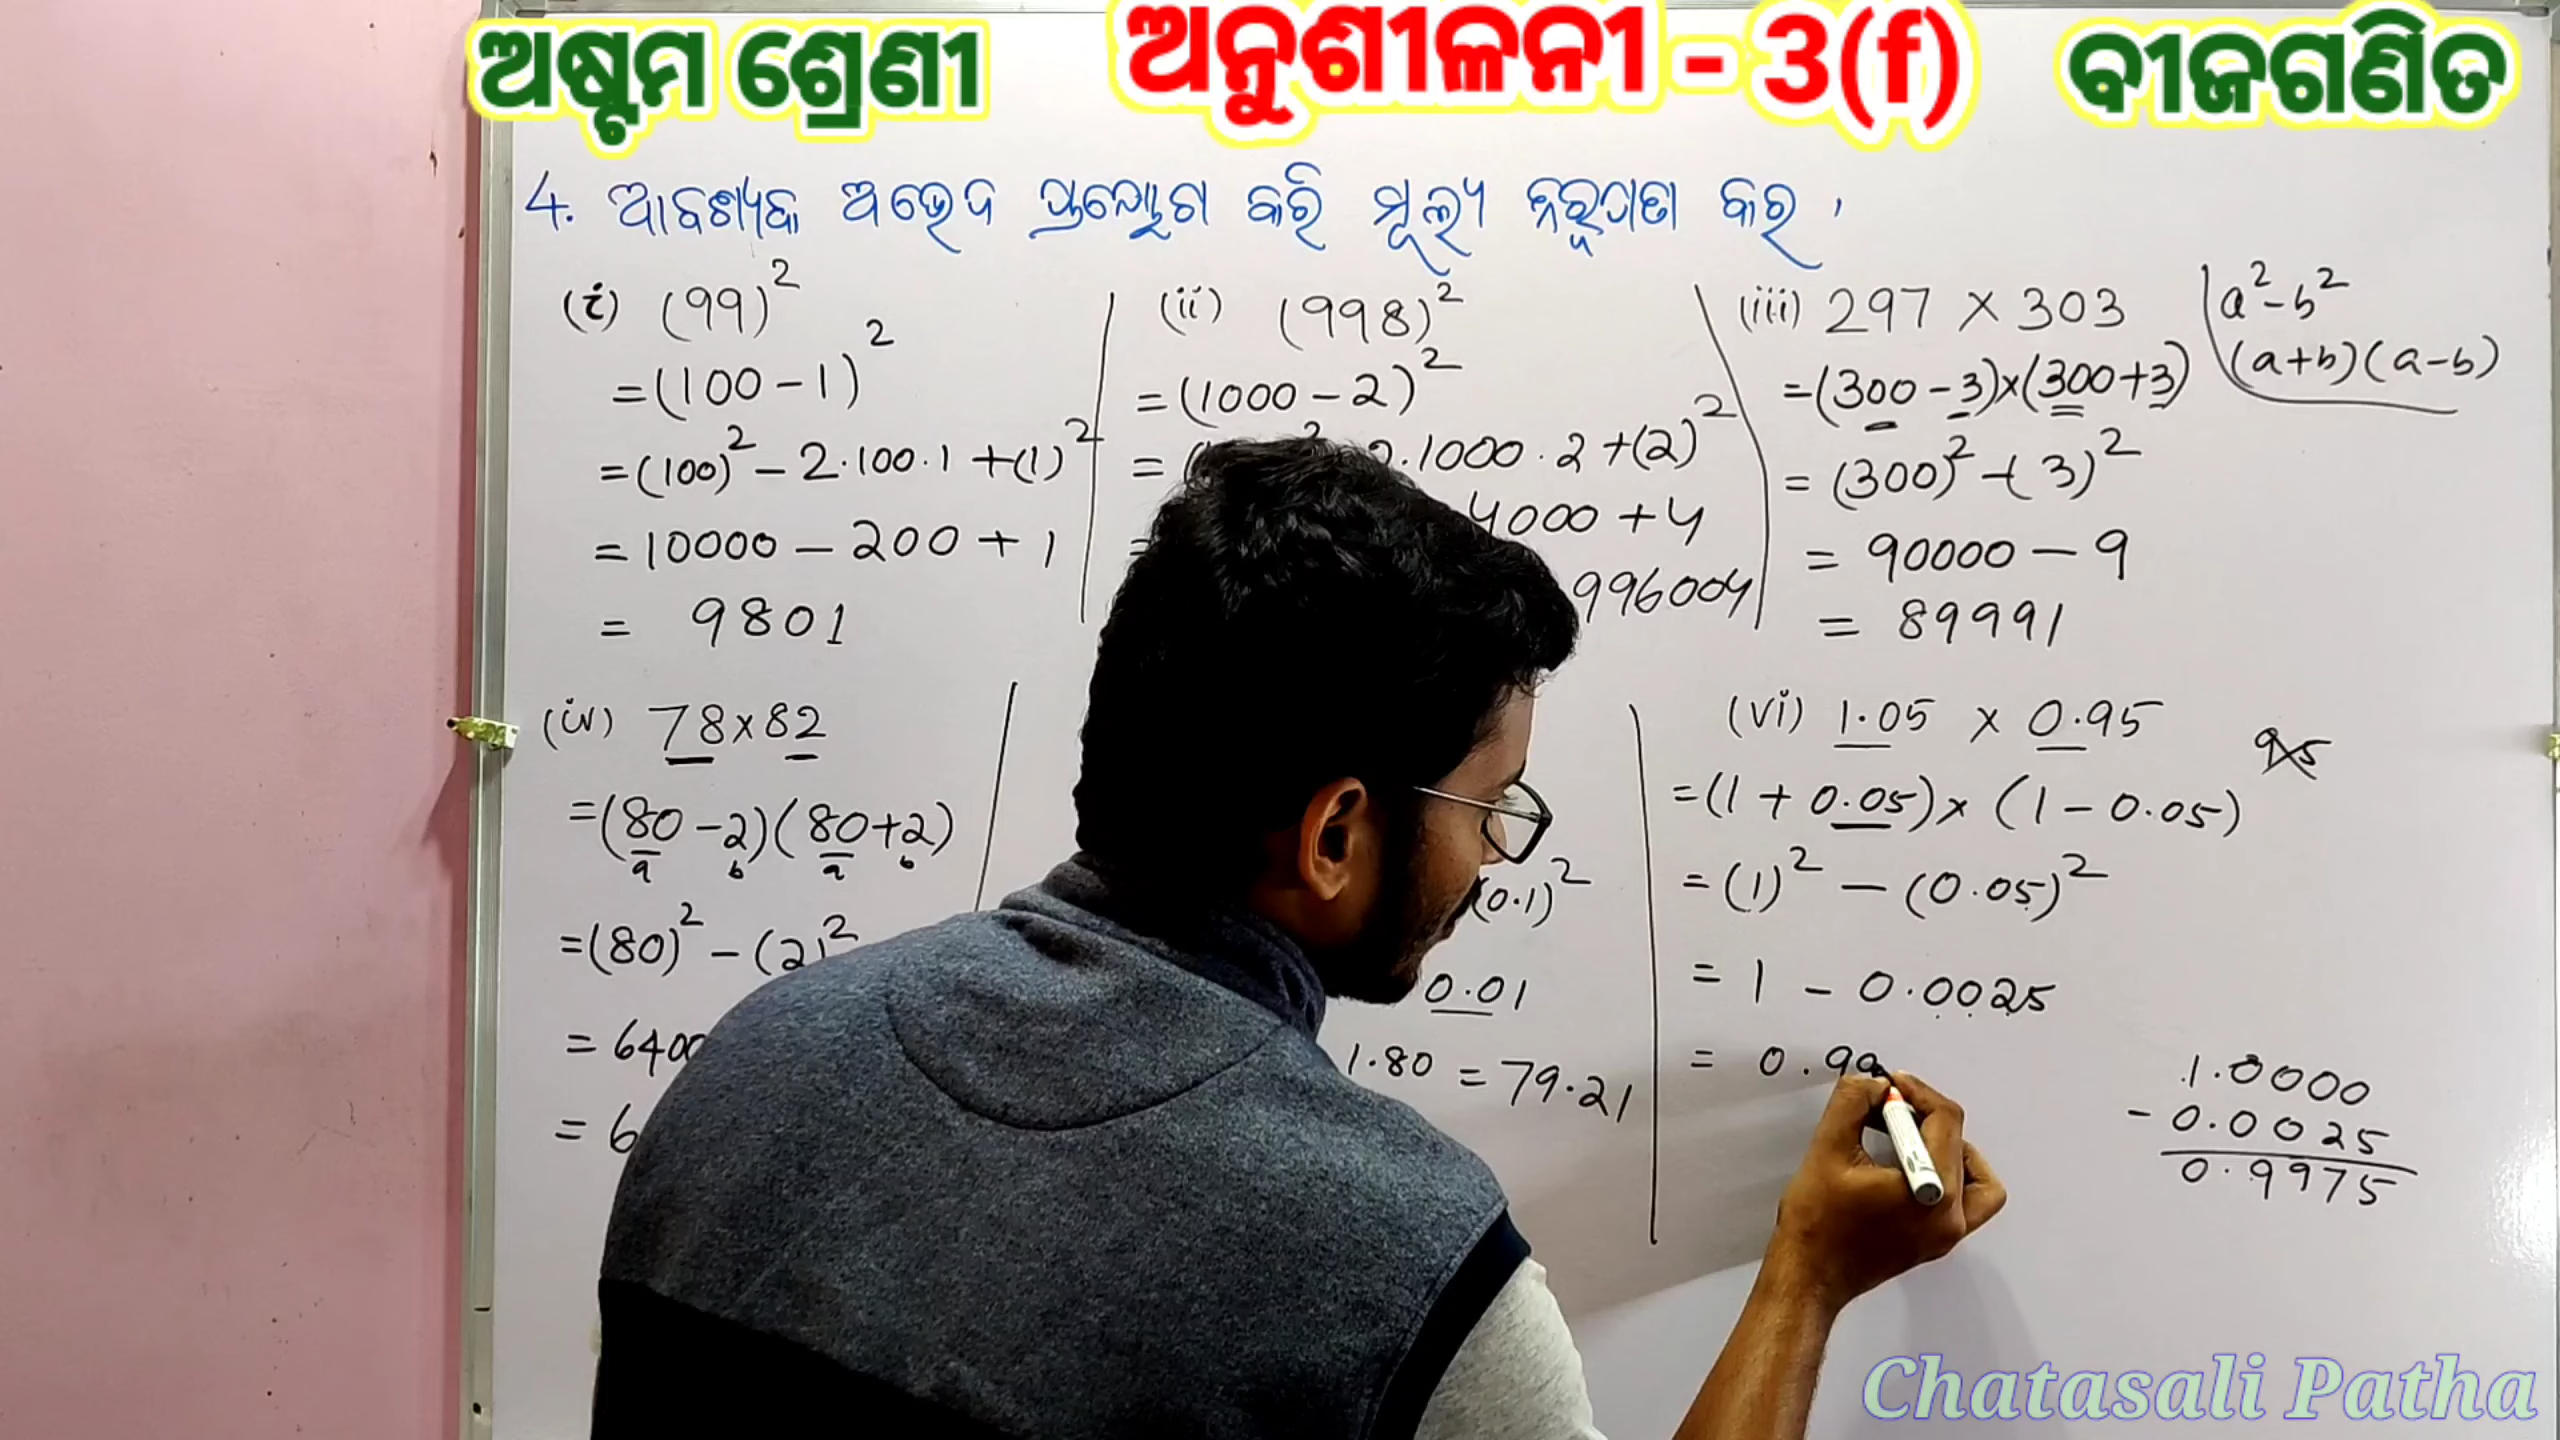 ଅଷ୍ଟମ ଶ୍ରେଣୀ ଅନୁଶୀଳନୀ - 3(f) ବୀଜଗଣିତ
4. ଆବଶ୍ୟକ ଅଭେଦ ପ୍ରୟୋଗ କରି ମୂଲ୍ୟ ନିରୂପଣ କର ।
(i) (99)²
= (100 - 1)²
= (100)² - 2·100·1 + (1)²
= 10000 - 200 + 1
= 9801
(ii) (998)²
= (1000 - 2)²
= .1000·2 + (2)²
4000 + 4
996004
(iii) 297 × 303
= (300 - 3) × (300 + 3)
= (300)² - (3)²
= 90000 - 9
= 89991
a² - b²
(a+b)(a-b)
(iv) 78 × 82
= (80 - 2)(80 + 2)
a b a b
= (80)² - (2)²
= 6400
= 6
(0.1)²
0.01
1.80 = 79.21
(vi) 1.05 × 0.95
= (1 + 0.05) × (1 - 0.05)
= (1)² - (0.05)²
= 1 - 0.0025
= 0.99
1.0000
- 0.0025
0.9975
Chatasali Patha